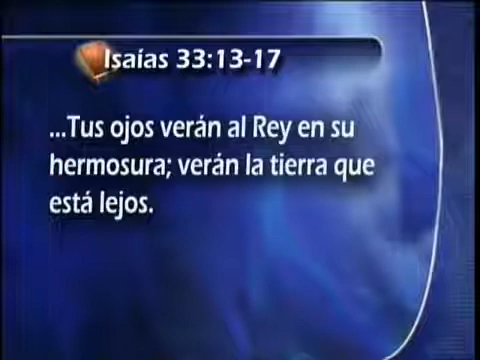 Isaías 33:13-17
...Tus ojos verán al Rey en su
hermosura; verán la tierra que
está lejos.